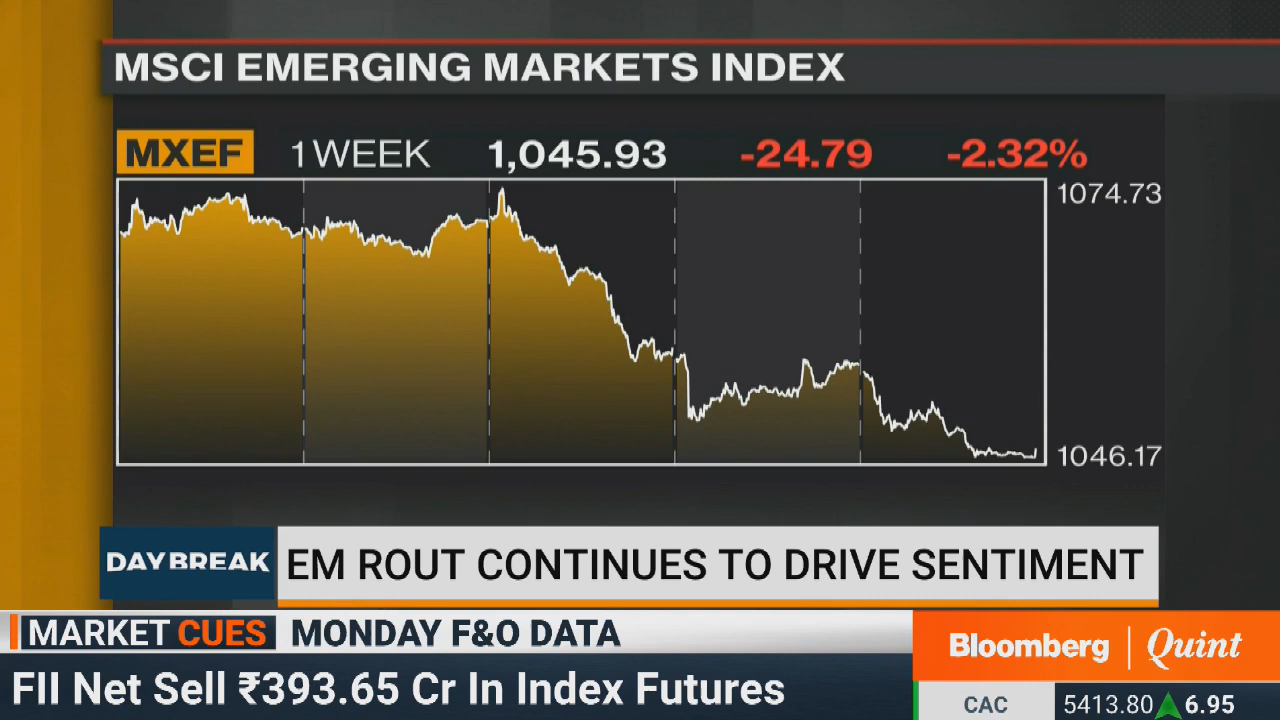 MSCI EMERGING MARKETS INDEX
MXEF 1 WEEK 1,045.93 -24.79 -2.32%
1074.73
1046.17
DAYBREAK EM ROUT CONTINUES TO DRIVE SENTIMENT
MARKET CUES MONDAY F&O DATA
FII Net Sell ₹393.65 Cr In Index Futures
Bloomberg | Quint
CAC 5413.80 ▲ 6.95